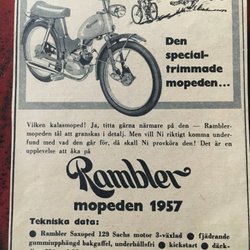 Den
special-
trimmade
mopeden...
Vilken kalasmoped! Ja, titta gärna närmare på den — Rambler-
mopeden tål att granskas i detalj. Men vill Ni riktigt komma under-
fund med vad den går för, då skall Ni provköra den! Det är en
upplevelse att åka på
Rambler
mopeden 1957
Tekniska data:
● Rambler Saxoped 129 Sachs motor 3-växlad ● fjädrande
gummiupphängd bakgaffel, underhållsfri ● kickstart ● däck-